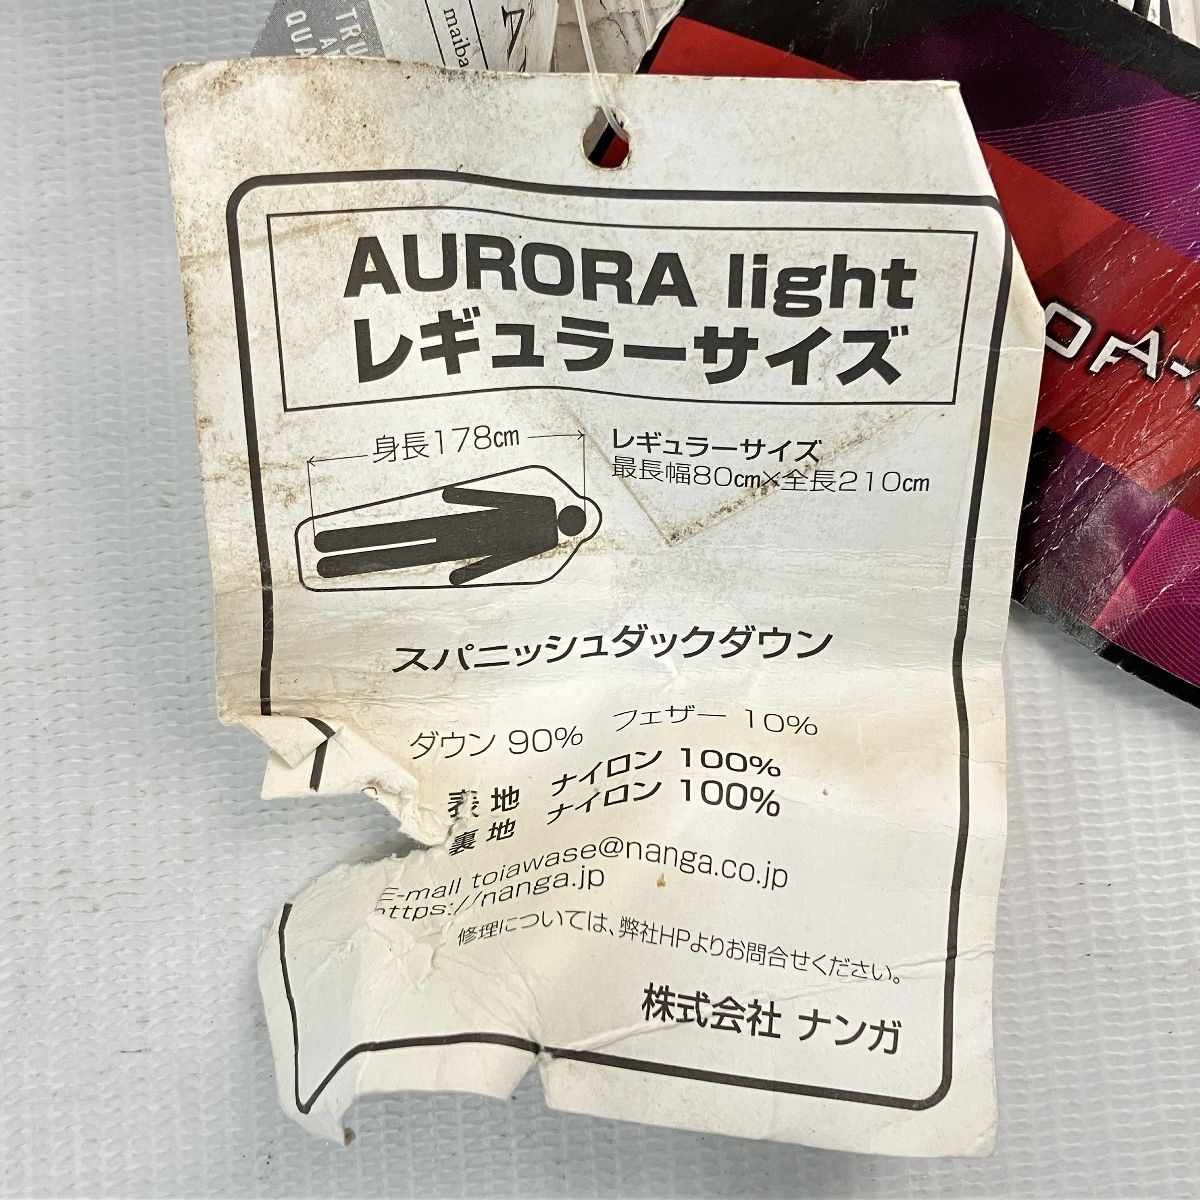 TRU
AN
QUA
maiba
OA-
AURORA light
レギュラーサイズ
身長178㎝
レギュラーサイズ
最長幅80㎝×全長210㎝
スパニッシュダックダウン
ダウン 90% フェザー 10%
表地 ナイロン 100%
裏地 ナイロン 100%
E-mail toiawase@nanga.co.jp
https://nanga.jp
修理については、弊社HPよりお問合せください。
株式会社 ナンガ